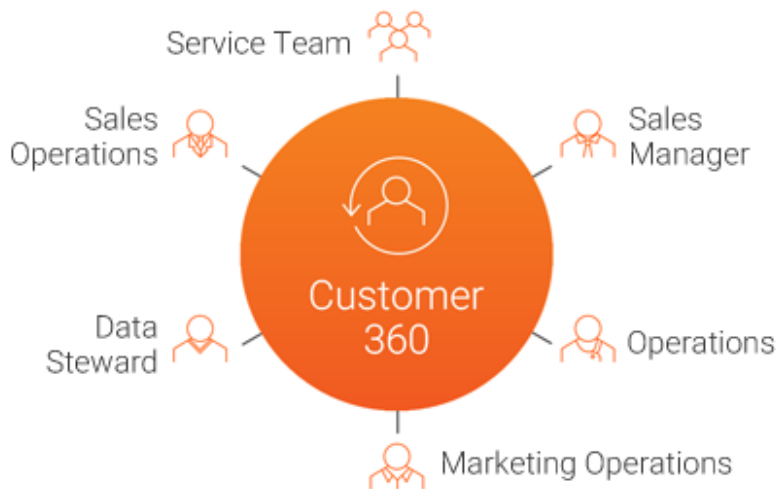 Service Team
Sales
Operations
Sales
Manager
Customer
360
Data
Steward
Operations
Marketing Operations